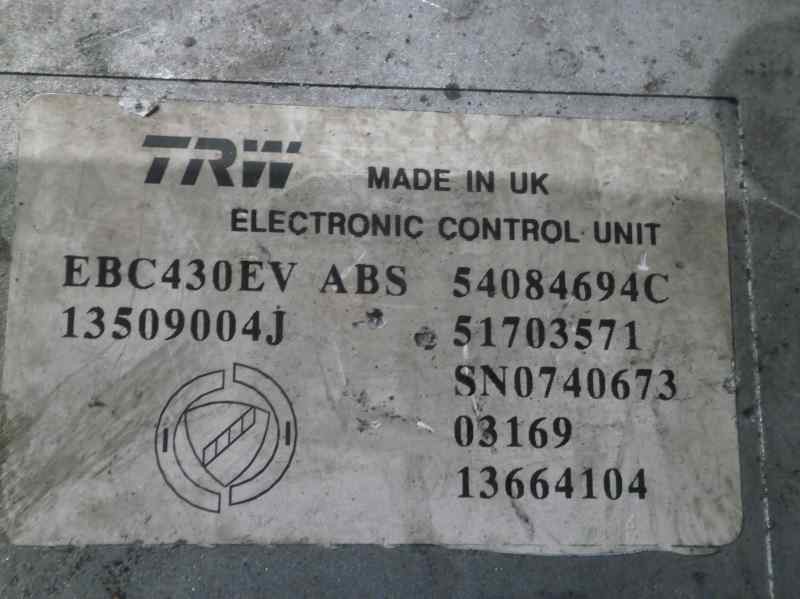 TRW MADE IN UK
ELECTRONIC CONTROL UNIT
EBC430EV ABS 54084694C
13509004J 51703571
SN0740673
03169
13664104